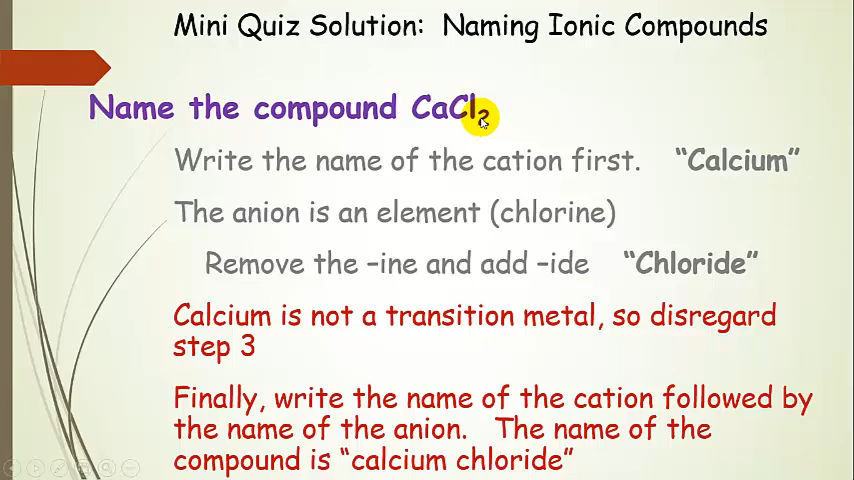 Mini Quiz Solution: Naming Ionic Compounds
Name the compound CaCl₂
Write the name of the cation first. “Calcium”
The anion is an element (chlorine)
Remove the –ine and add –ide “Chloride”
Calcium is not a transition metal, so disregard
step 3
Finally, write the name of the cation followed by
the name of the anion. The name of the
compound is “calcium chloride”